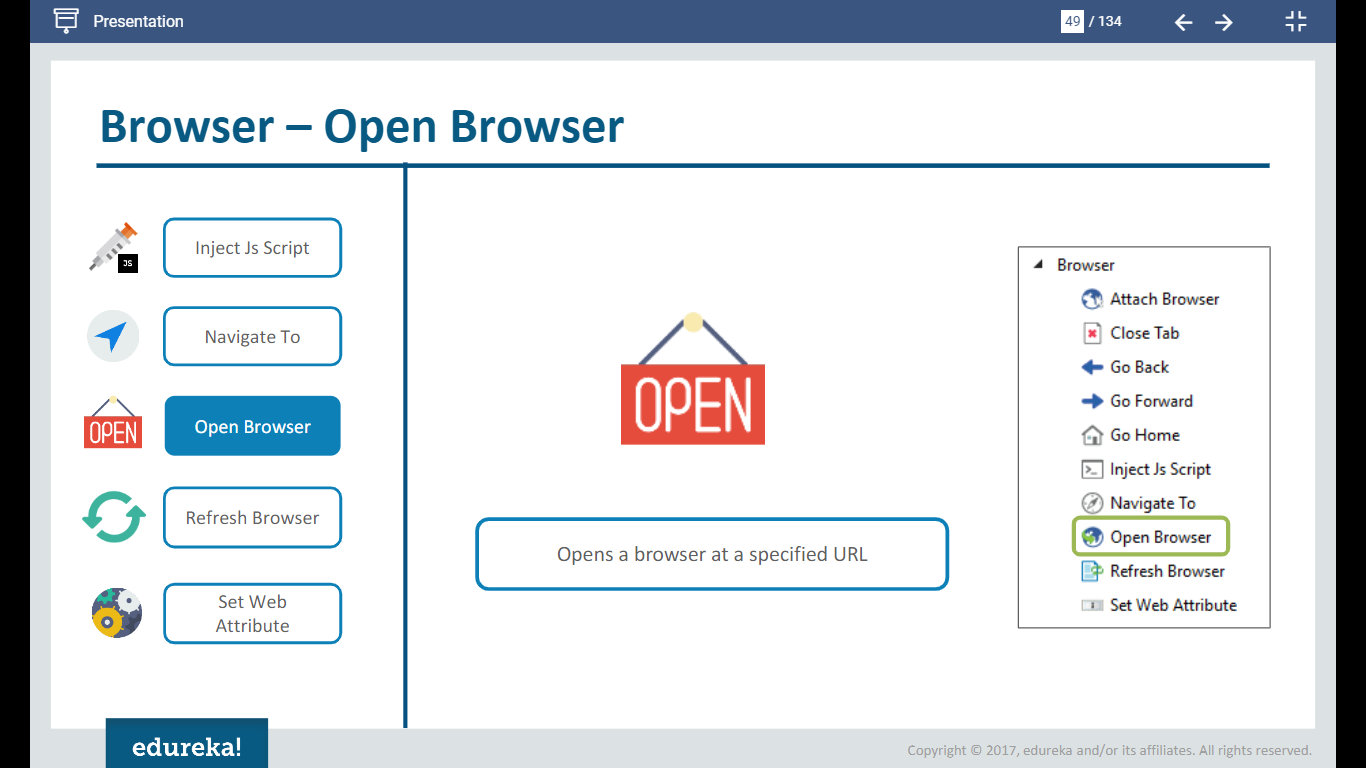 Presentation
49 / 134
Browser – Open Browser
Inject Js Script
JS
Navigate To
OPEN
Open Browser
Refresh Browser
Set Web
Attribute
OPEN
Opens a browser at a specified URL
Browser
Attach Browser
Close Tab
Go Back
Go Forward
Go Home
Inject Js Script
Navigate To
Open Browser
Refresh Browser
Set Web Attribute
edureka!
Copyright © 2017, edureka and/or its affiliates. All rights reserved.